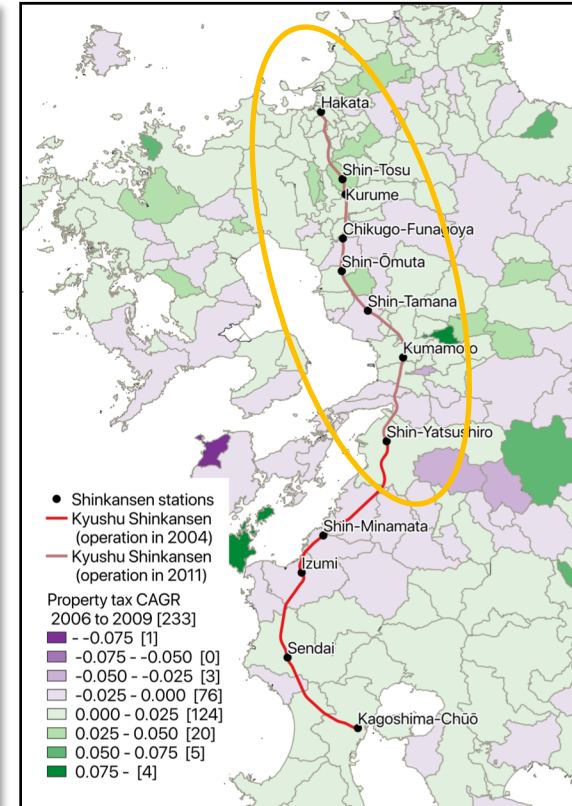 Hakata
Shin-Tosu
Kurume
Chikugo-Funagoya
Shin-Ōmuta
Shin-Tamana
Kumamoto
Shin-Yatsushiro
Shin-Minamata
Izumi
Sendai
Kagoshima-Chūō
Shinkansen stations
Kyushu Shinkansen
(operation in 2004)
Kyushu Shinkansen
(operation in 2011)
Property tax CAGR
2006 to 2009 [233]
- -0.075 [1]
-0.075 - -0.050 [0]
-0.050 - -0.025 [3]
-0.025 - 0.000 [76]
0.000 - 0.025 [124]
0.025 - 0.050 [20]
0.050 - 0.075 [5]
0.075 - [4]